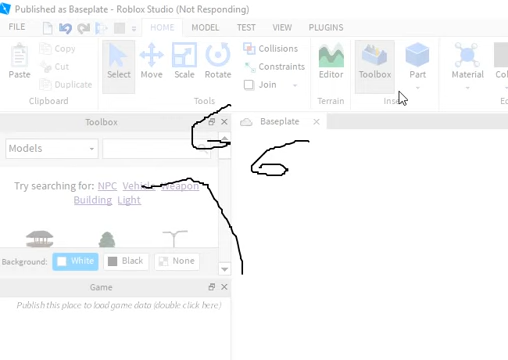 Published as Baseplate - Roblox Studio (Not Responding)
FILE HOME MODEL TEST VIEW PLUGINS
Paste Copy Cut Duplicate Select Move Scale Rotate Collisions Constraints Join Editor Toolbox Part Material
Clipboard Tools Terrain
Toolbox Baseplate
Models
Try searching for: NPC Vehicle Weapon
Building Light
Background: White Black None
Game
Publish this place to load game data (double click here)